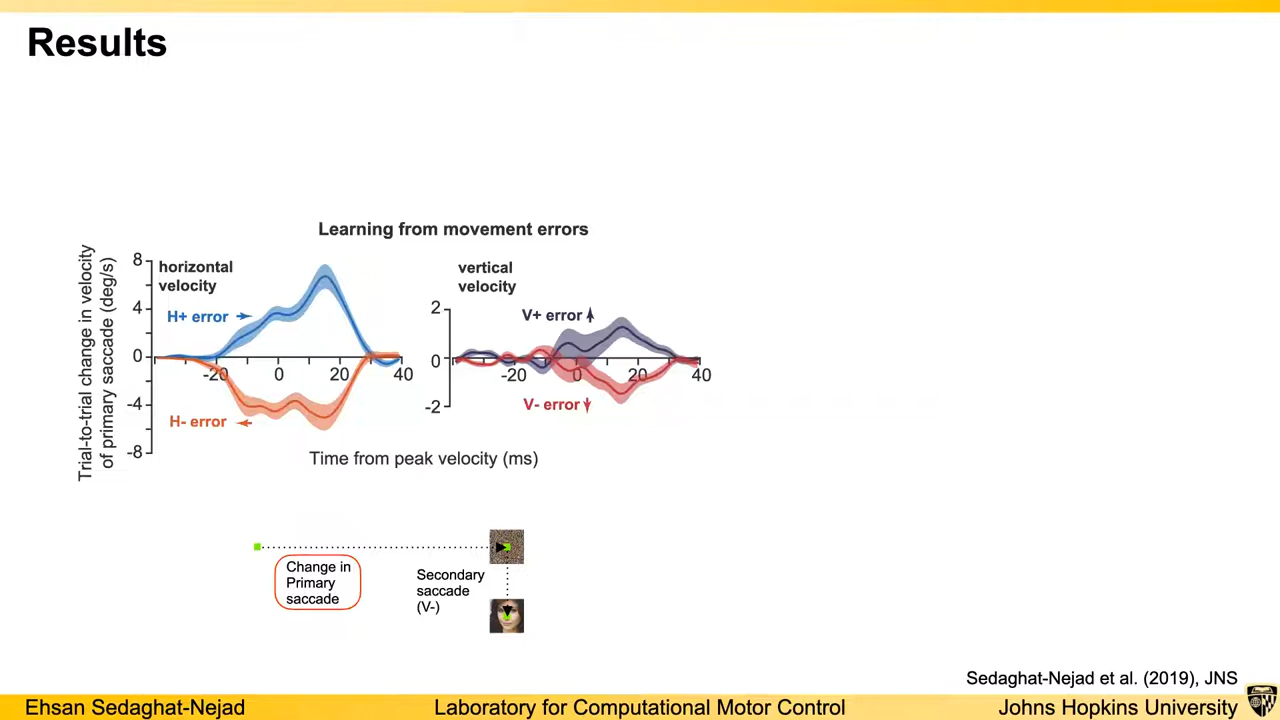 Results
Learning from movement errors
Trial-to-trial change in velocity
of primary saccade (deg/s)
8
4
0
-4
-8
horizontal
velocity
H+ error
H- error
-20
0
20
40
vertical
velocity
2
0
-2
V+ error
V- error
-20
0
20
40
Time from peak velocity (ms)
Change in
Primary
saccade
Secondary
saccade
(V-)
Sedaghat-Nejad et al. (2019), JNS
Ehsan Sedaghat-Nejad
Laboratory for Computational Motor Control
Johns Hopkins University